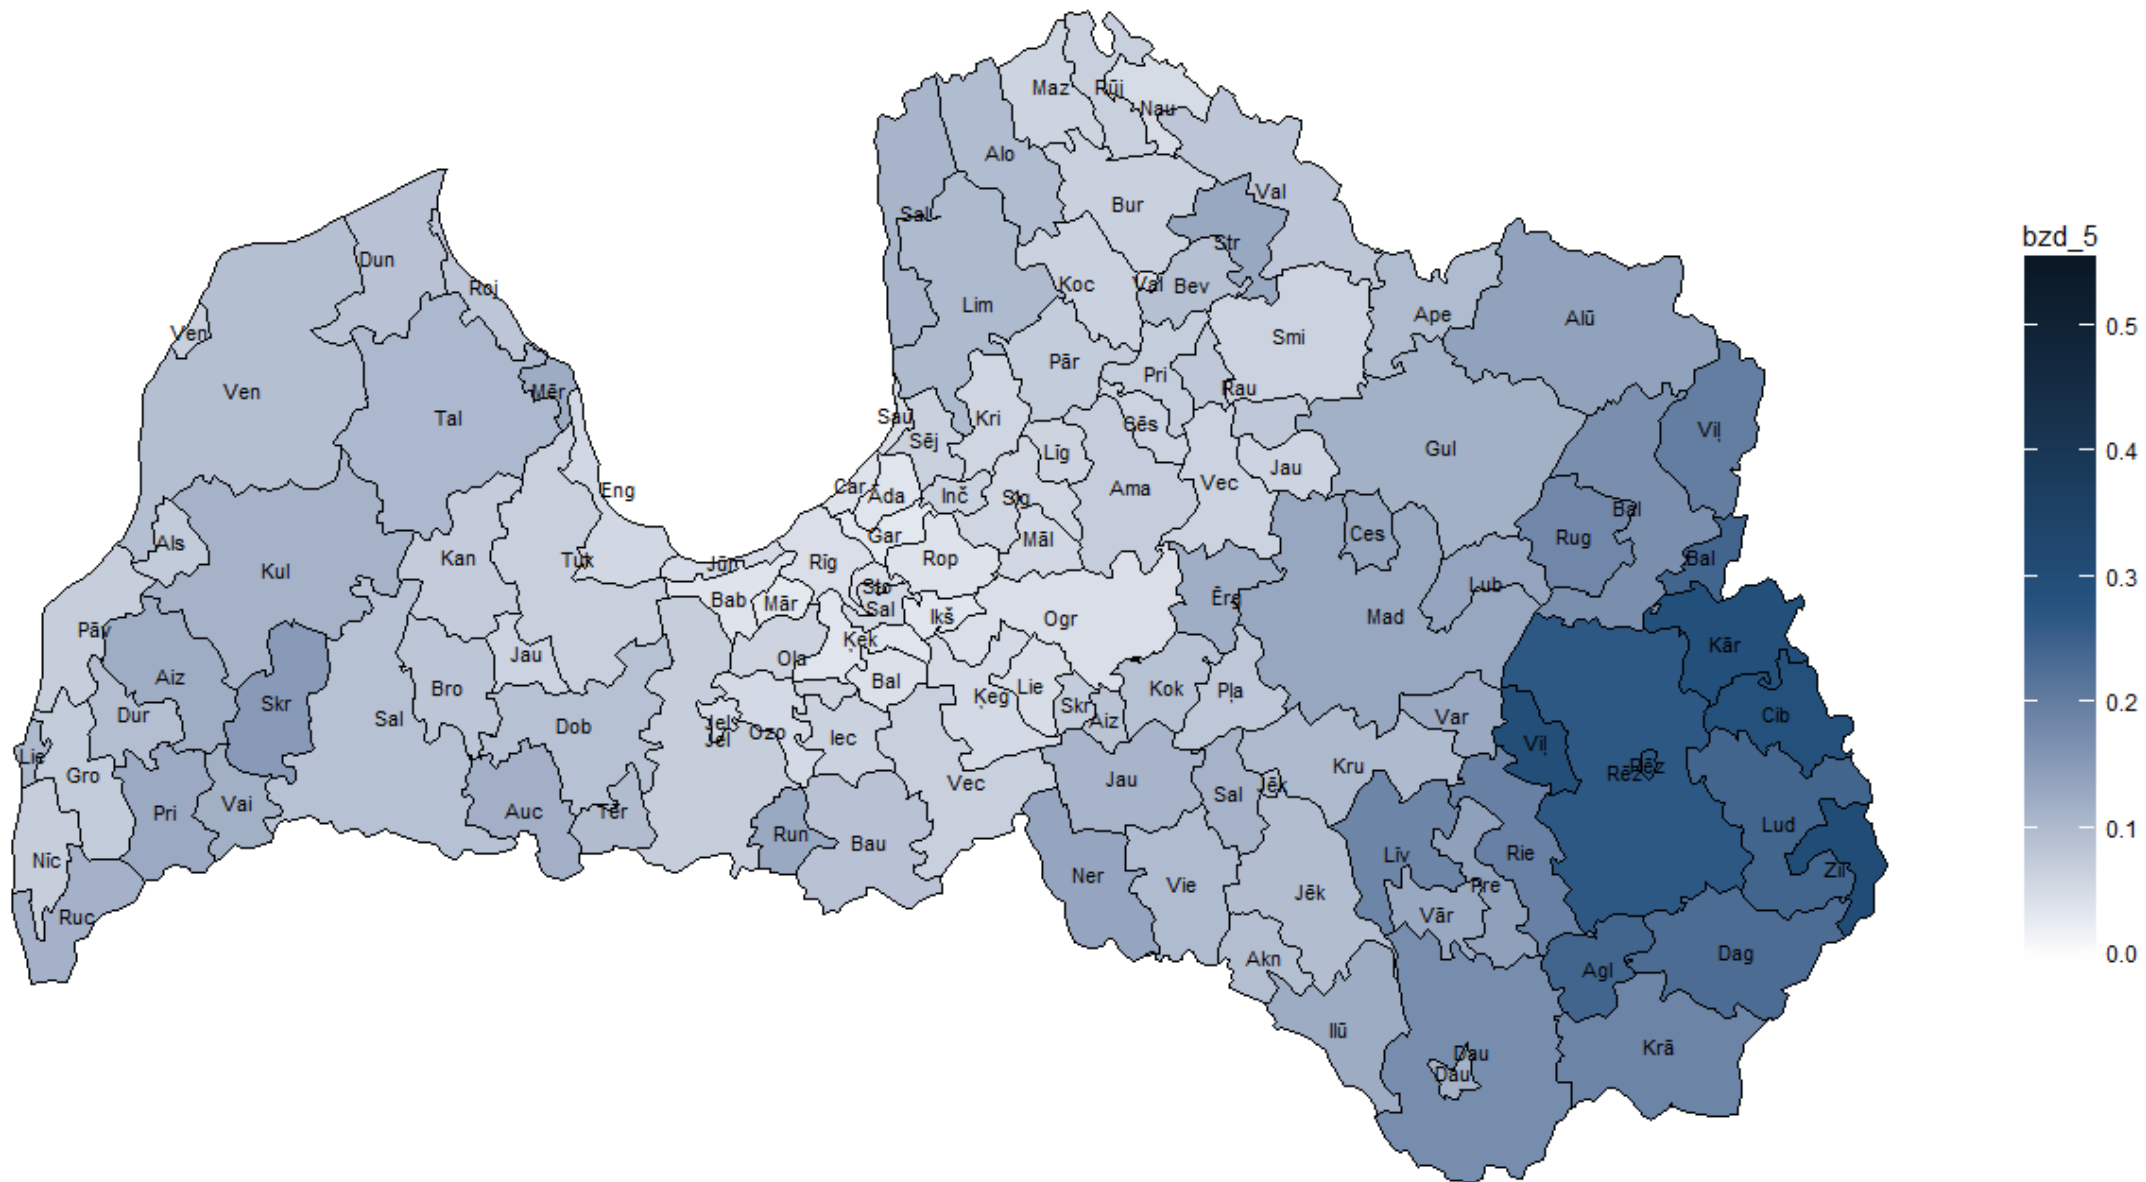 Maz
Rūj
Nau
Alo
Val
Bur
Sal
Str
bzd_5
Dun
Koc
Val
Bev
Roj
Lim
Ape
Alū
0.5
Ven
Smi
Pār
Pri
Rau
Ven
Mēr
Tal
Sau
Kri
Cēs
Viļ
Sēj
Gul
0.4
Līg
Jau
Eng
Car
Āda
Inč
Sig
Ama
Vec
Bal
Als
Gar
Māl
Ces
Rug
Kul
Kan
Tuk
Jūr
Rīg
Rop
Bal
0.3
Sto
Lub
Bab
Mār
Sal
Ikš
Ogr
Ērg
Mad
Pāv
Ķek
Kār
Jau
Oļa
Aiz
Bro
Bal
Ķeg
Lie
Kok
Pļa
Skr
Skr
0.2
Dur
Sal
Dob
Jel
Jel
Ozo
Iec
Aiz
Var
Cib
Viļ
Lie
Gro
Vec
Jau
Jēk
Kru
Rēz
Rēz
Vai
Pri
Auc
Tēr
Sal
Run
Bau
Lud
0.1
Nīc
Līv
Rie
Ner
Vie
Jēk
Pre
Zil
Ruc
Vār
Akn
Agl
Dag
0.0
Ilū
Dau
Dau
Krā